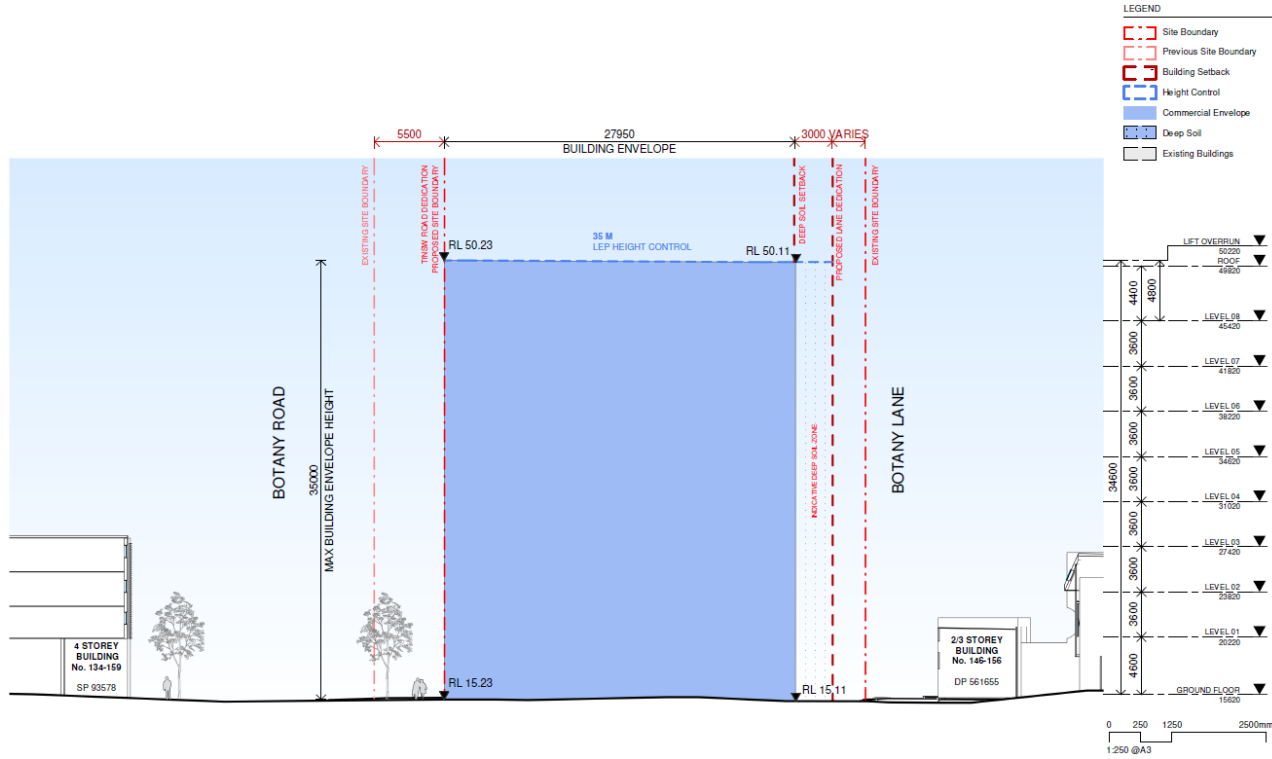 LEGEND
Site Boundary
Previous Site Boundary
Building Setback
Height Control
Commercial Envelope
Deep Soil
Existing Buildings
5500
27950
3000 VARIES
BUILDING ENVELOPE
EXISTING SITE BOUNDARY
TfNSW ROAD DEDICATION
PROPOSED SITE BOUNDARY
DEEP SOIL SETBACK
PROPOSED LANE DEDICATION
EXISTING SITE BOUNDARY
35 M
LEP HEIGHT CONTROL
RL 50.23
RL 50.11
BOTANY ROAD
35000
MAX BUILDING ENVELOPE HEIGHT
INDICATIVE DEEP SOIL ZONE
BOTANY LANE
4 STOREY
BUILDING
No. 134-159
SP 93578
RL 15.23
RL 15.11
2/3 STOREY
BUILDING
No. 146-156
DP 561655
LIFT OVERRUN
50220
ROOF
49820
4400
4800
LEVEL 08
45420
3600
LEVEL 07
41820
3600
LEVEL 06
38220
3600
LEVEL 05
34620
34600
3600
LEVEL 04
31020
3600
LEVEL 03
27420
3600
LEVEL 02
23820
3600
LEVEL 01
20220
4600
GROUND FLOOR
15620
0 250 1250 2500mm
1:250 @A3